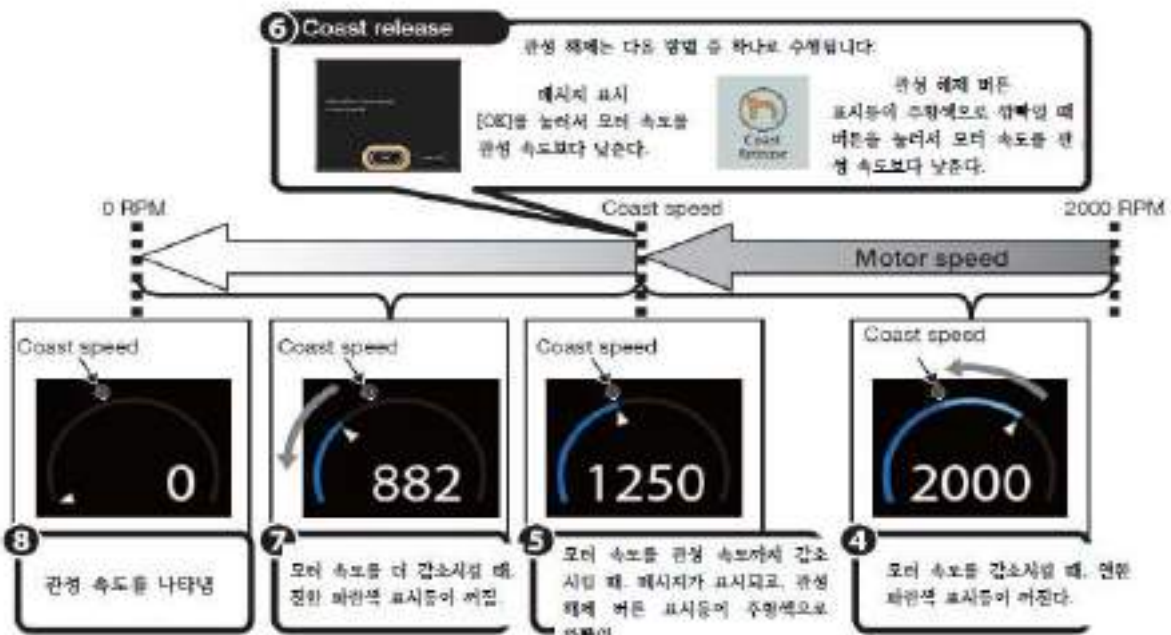 6 Coast release
관성 해제는 다음 방법 중 하나로 수행됩니다
메시지 표시
[OK]을 눌러서 모터 속도을
관성 속도보다 낮춘다.
Coast
Release
관성 해제 버튼
표시등이 주황색으로 깜빡일 때
버튼을 눌러서 모터 속도를 관
성 속도보다 낮춘다.
0 RPM
Coast speed
2000 RPM
Motor speed
Coast speed
0
8
관성 속도를 나타냄
Coast speed
882
7
모터 속도를 더 감소시킬 때,
진한 파란색 표시등이 꺼짐
Coast speed
1250
5
모터 속도를 관성 속도까지 감소
시킬 때, 메시지가 표시되고, 관성
해제 버튼 표시등이 주황색으로
Coast speed
2000
4
모터 속도를 감소시킬 때, 연한
파란색 표시등이 꺼진다.